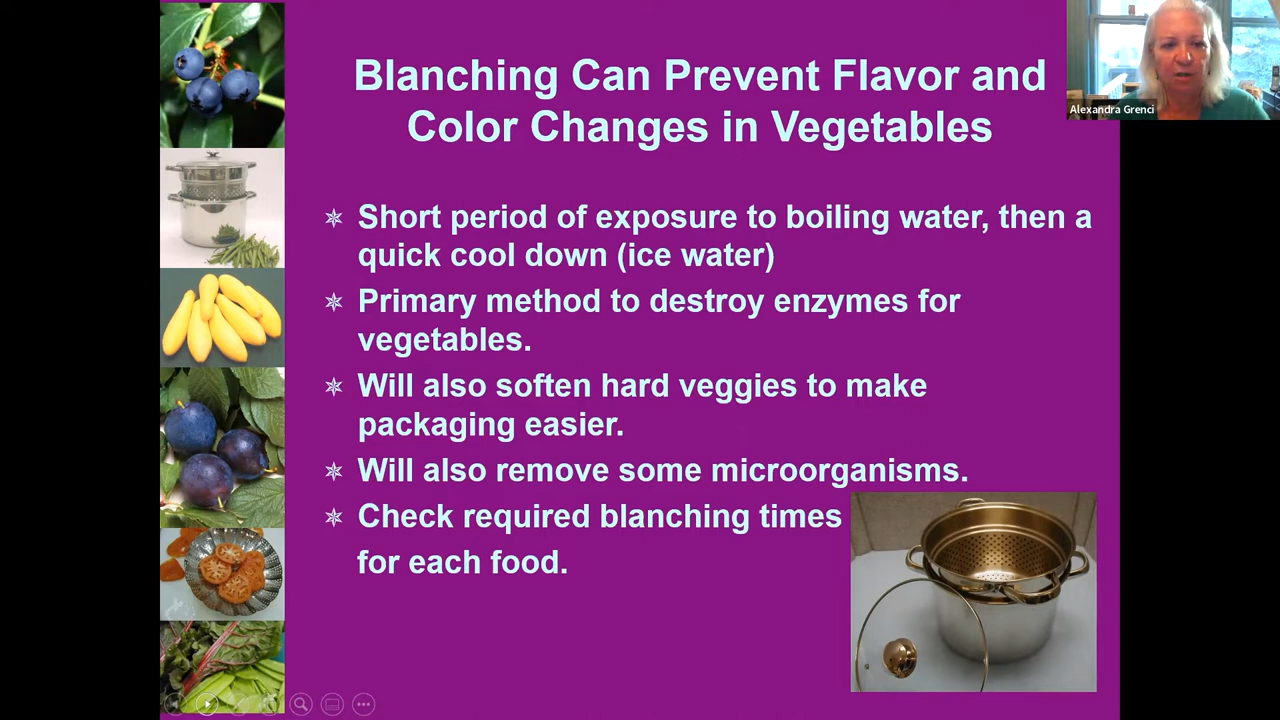 Blanching Can Prevent Flavor and
Color Changes in Vegetables
Alexandra Grenci
Short period of exposure to boiling water, then a
quick cool down (ice water)
Primary method to destroy enzymes for
vegetables.
Will also soften hard veggies to make
packaging easier.
Will also remove some microorganisms.
Check required blanching times
for each food.